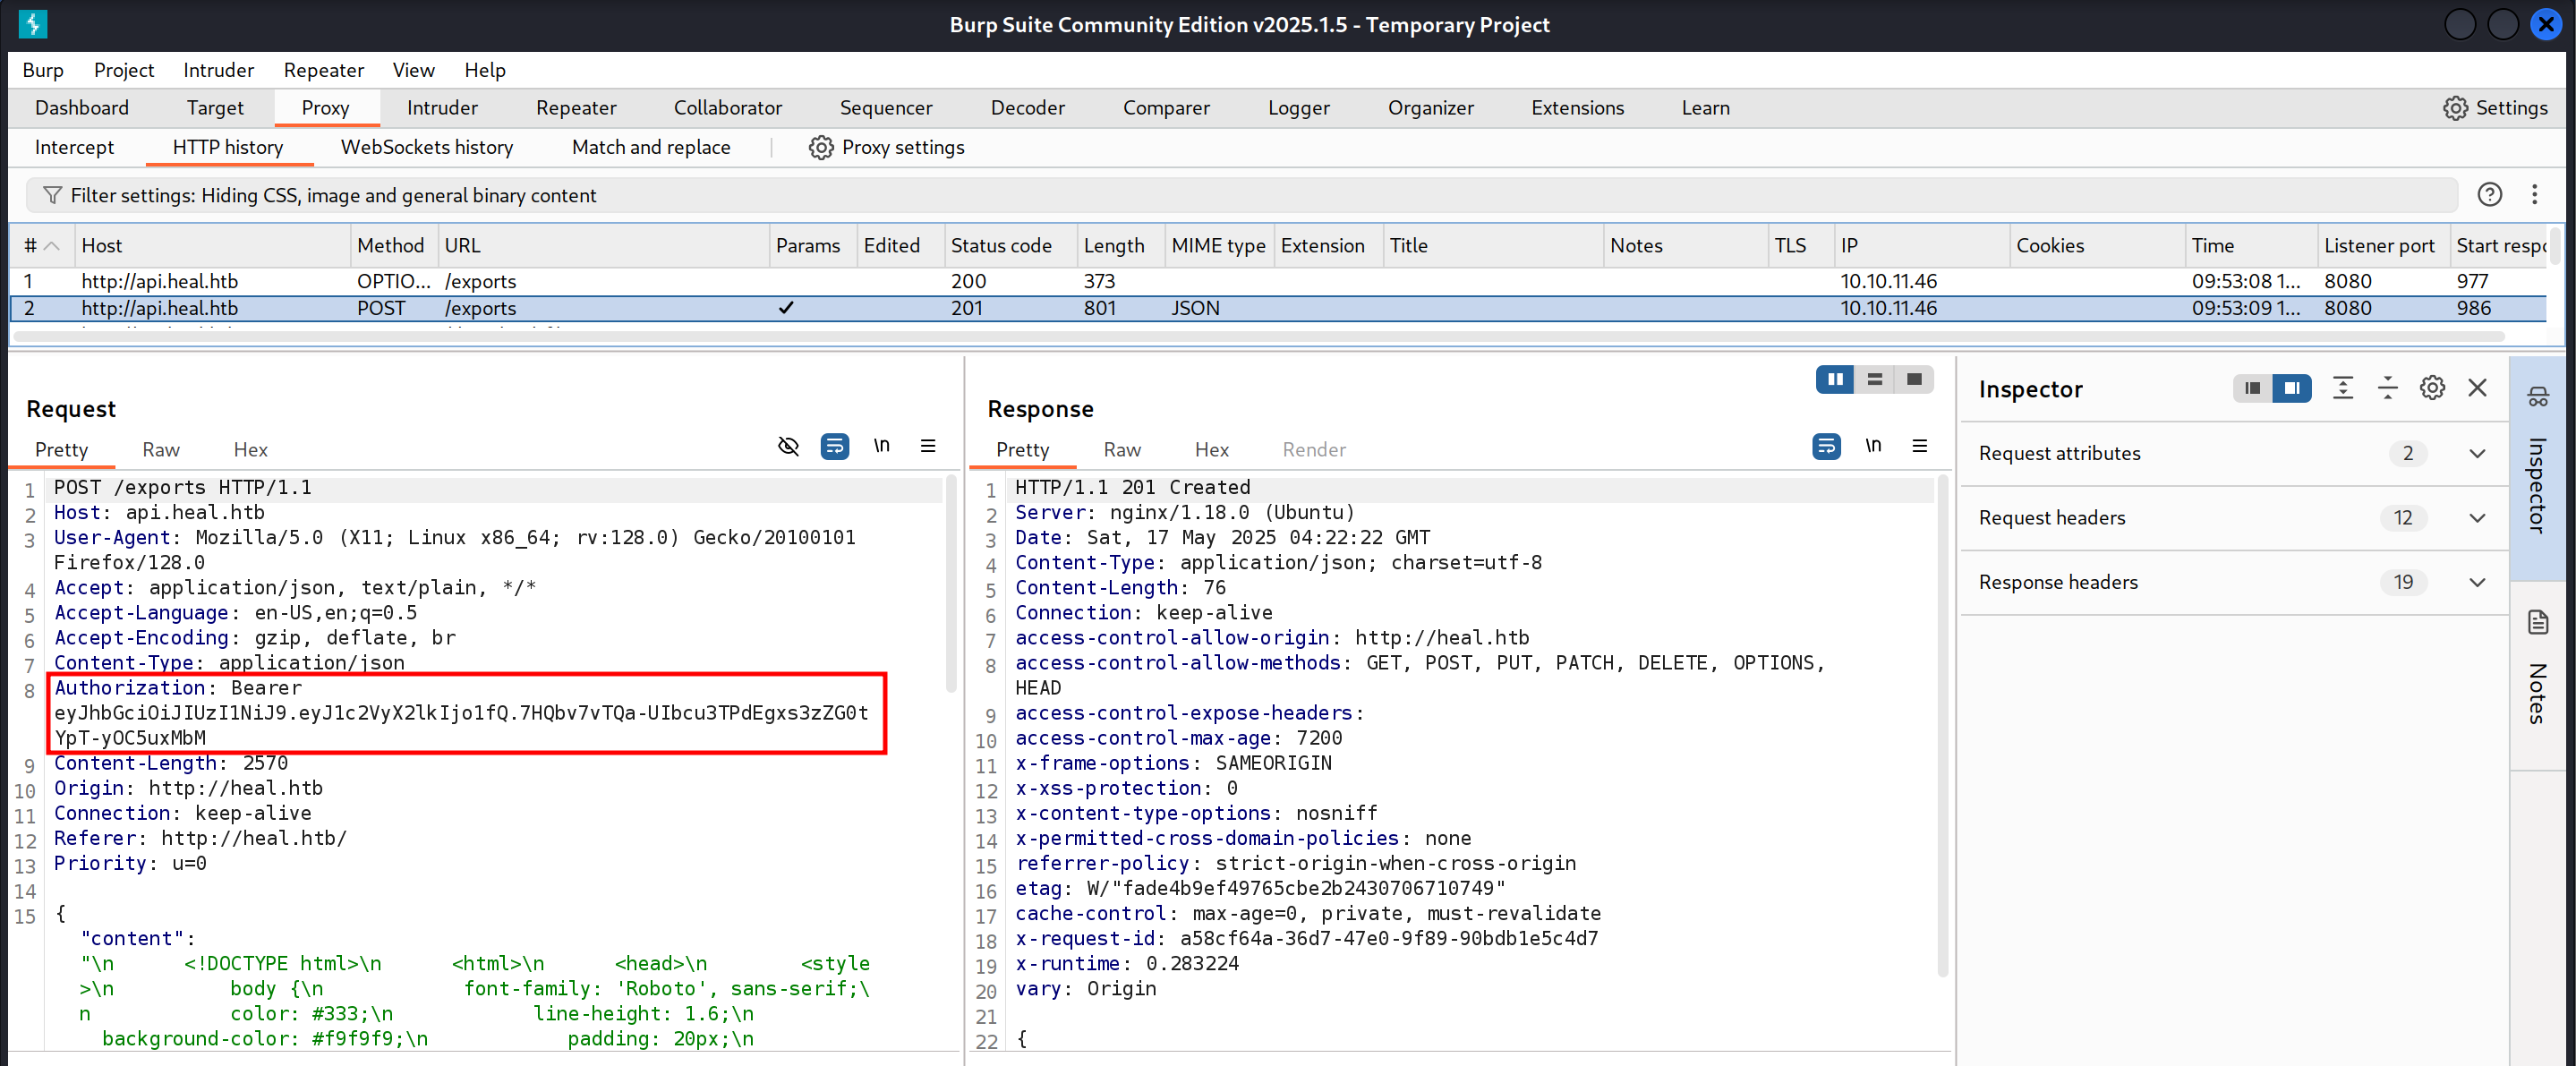 Burp Suite Community Edition v2025.1.5 - Temporary Project
Burp Project Intruder Repeater View Help
Dashboard Target Proxy Intruder Repeater Collaborator Sequencer Decoder Comparer Logger Organizer Extensions Learn Settings
Intercept HTTP history WebSockets history Match and replace Proxy settings
Filter settings: Hiding CSS, image and general binary content
# Host Method URL Params Edited Status code Length MIME type Extension Title Notes TLS IP Cookies Time Listener port Start respo
1 http://api.heal.htb OPTIO... /exports 200 373 10.10.11.46 09:53:08 1... 8080 977
2 http://api.heal.htb POST /exports ✓ 201 801 JSON 10.10.11.46 09:53:09 1... 8080 986
Request
Pretty Raw Hex \n
1 POST /exports HTTP/1.1
2 Host: api.heal.htb
3 User-Agent: Mozilla/5.0 (X11; Linux x86_64; rv:128.0) Gecko/20100101
Firefox/128.0
4 Accept: application/json, text/plain, */*
5 Accept-Language: en-US,en;q=0.5
6 Accept-Encoding: gzip, deflate, br
7 Content-Type: application/json
8 Authorization: Bearer
eyJhbGciOiJIUzI1NiJ9.eyJ1c2VyX2lkIjo1fQ.7HQbv7vTQa-UIbcu3TPdEgxs3zZG0t
YpT-yOC5uxMbM
9 Content-Length: 2570
10 Origin: http://heal.htb
11 Connection: keep-alive
12 Referer: http://heal.htb/
13 Priority: u=0
14
15 {
"content":
"\n <!DOCTYPE html>\n <html>\n <head>\n <style
>\n body {\n font-family: 'Roboto', sans-serif;\
n color: #333;\n line-height: 1.6;\n
background-color: #f9f9f9;\n padding: 20px;\n
Response
Pretty Raw Hex Render \n
1 HTTP/1.1 201 Created
2 Server: nginx/1.18.0 (Ubuntu)
3 Date: Sat, 17 May 2025 04:22:22 GMT
4 Content-Type: application/json; charset=utf-8
5 Content-Length: 76
6 Connection: keep-alive
7 access-control-allow-origin: http://heal.htb
8 access-control-allow-methods: GET, POST, PUT, PATCH, DELETE, OPTIONS,
HEAD
9 access-control-expose-headers:
10 access-control-max-age: 7200
11 x-frame-options: SAMEORIGIN
12 x-xss-protection: 0
13 x-content-type-options: nosniff
14 x-permitted-cross-domain-policies: none
15 referrer-policy: strict-origin-when-cross-origin
16 etag: W/"fade4b9ef49765cbe2b2430706710749"
17 cache-control: max-age=0, private, must-revalidate
18 x-request-id: a58cf64a-36d7-47e0-9f89-90bdb1e5c4d7
19 x-runtime: 0.283224
20 vary: Origin
21
22 {
Inspector
Request attributes 2
Request headers 12
Response headers 19
Inspector
Notes